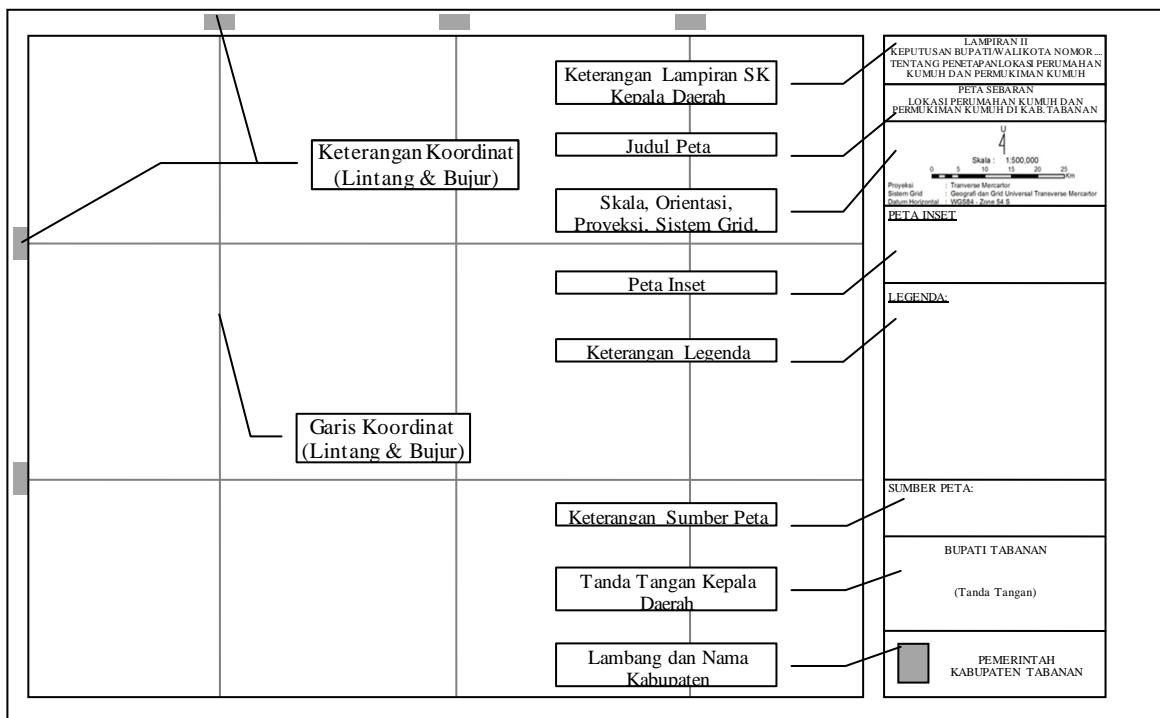 Keterangan Lampiran SK
Kepala Daerah
Judul Peta
Keterangan Koordinat
(Lintang & Bujur)
Skala, Orientasi,
Proyeksi, Sistem Grid,
Peta Inset
Keterangan Legenda
Garis Koordinat
(Lintang & Bujur)
Keterangan Sumber Peta
Tanda Tangan Kepala
Daerah
Lambang dan Nama
Kabupaten
LAMPIRAN II
KEPUTUSAN BUPATI/WALIKOTA NOMOR ....
TENTANG PENETAPAN LOKASI PERUMAHAN
KUMUH DAN PERMUKIMAN KUMUH
PETA SEBARAN
LOKASI PERUMAHAN KUMUH DAN
PERMUKIMAN KUMUH DI KAB. TABANAN
U
Skala : 1:500,000
0 5 10 15 20 25
Km
Proyeksi : Tranverse Mercartor
Sistem Grid : Geografi dan Grid Universal Transverse Mercartor
Datum Horizontal : WGS84 - Zone 54 S
PETA INSET
LEGENDA:
SUMBER PETA:
BUPATI TABANAN
(Tanda Tangan)
PEMERINTAH
KABUPATEN TABANAN